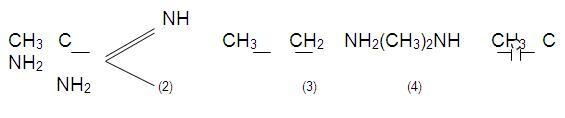 NH
CH3 C CH3 CH2 NH2(CH3)2NH CH3 C
NH2
NH2 (2) (3) (4)